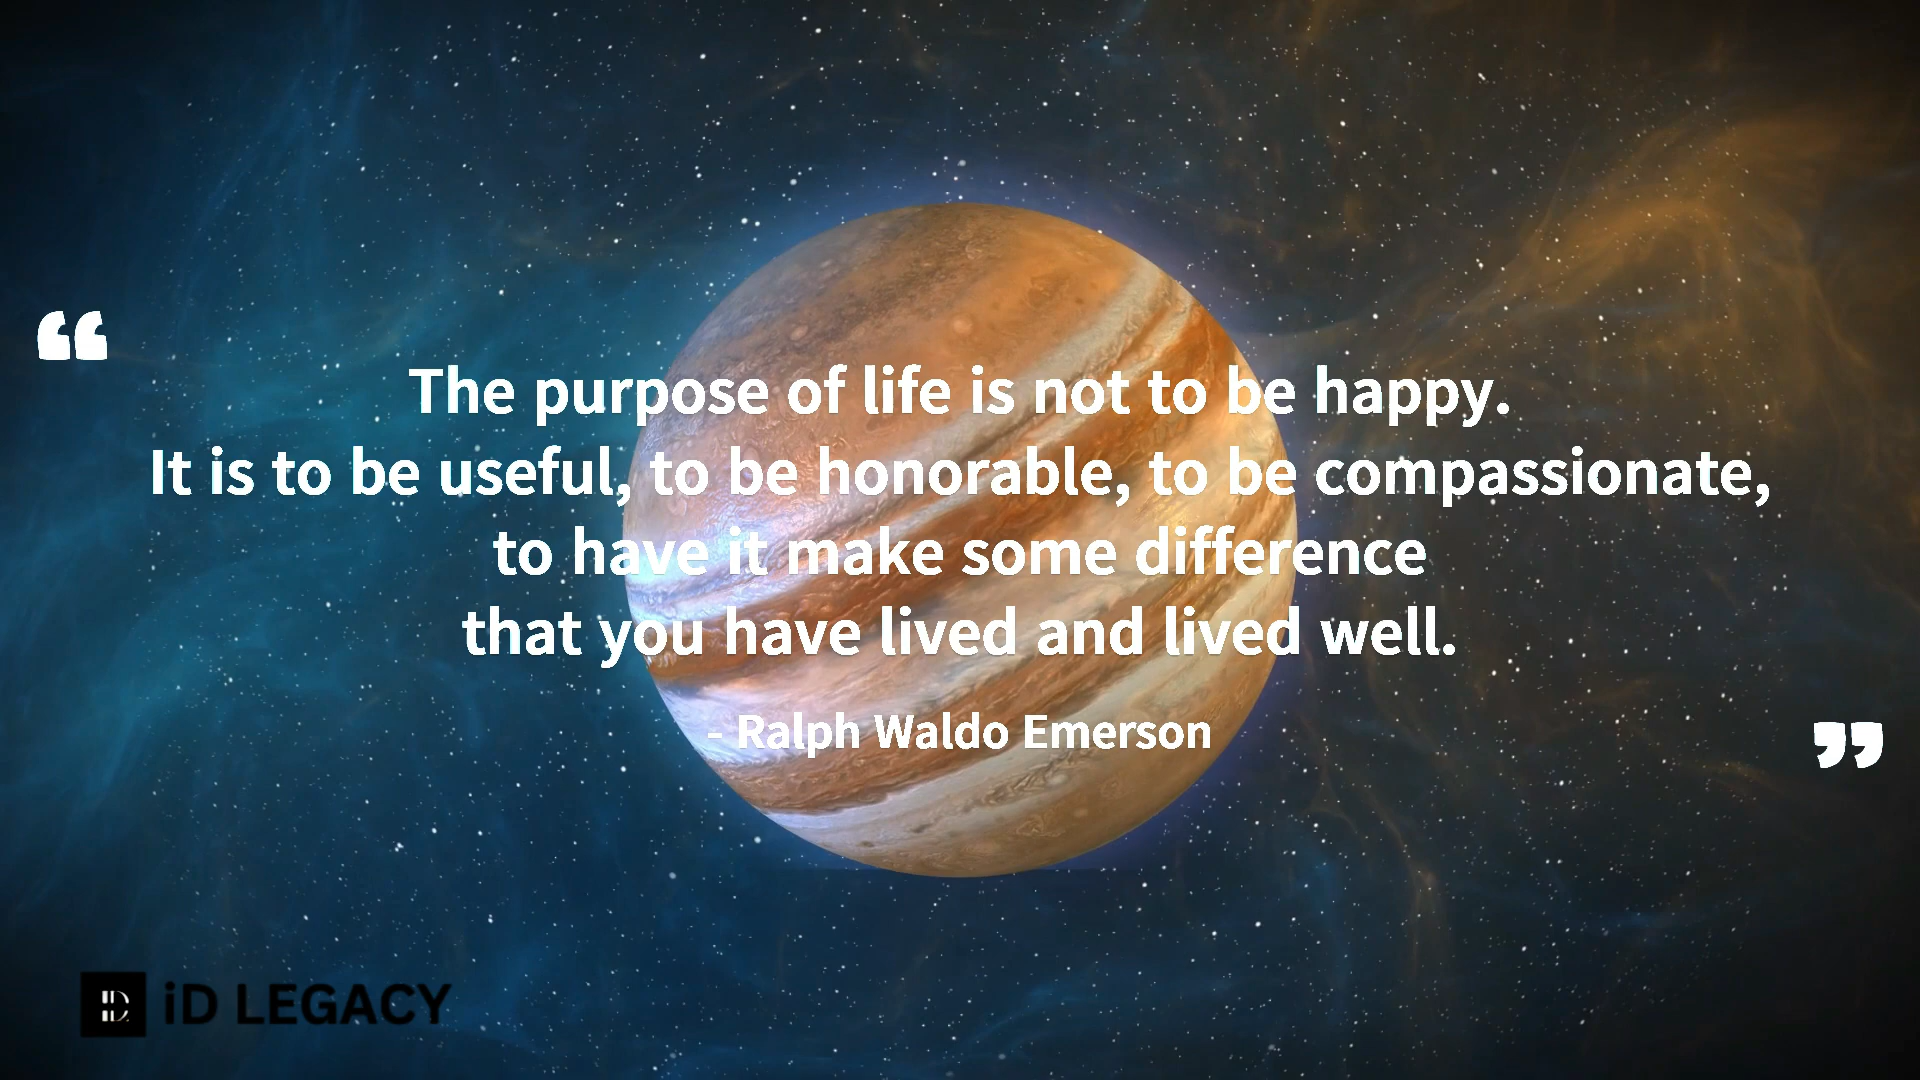 “
The purpose of life is not to be happy.
It is to be useful, to be honorable, to be compassionate,
to have it make some difference
that you have lived and lived well.
- Ralph Waldo Emerson
”
iD LEGACY